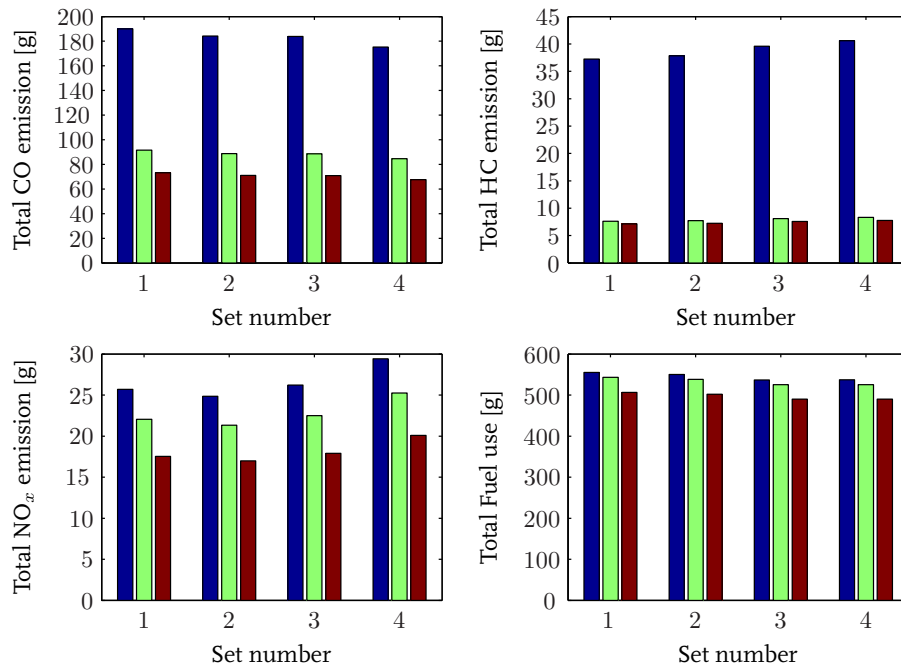 Total CO emission [g]
200
180
160
140
120
100
80
60
40
20
0
1 2 3 4
Set number
Total HC emission [g]
45
40
35
30
25
20
15
10
5
0
1 2 3 4
Set number
Total NOₓ emission [g]
30
25
20
15
10
5
0
1 2 3 4
Set number
Total Fuel use [g]
600
500
400
300
200
100
0
1 2 3 4
Set number